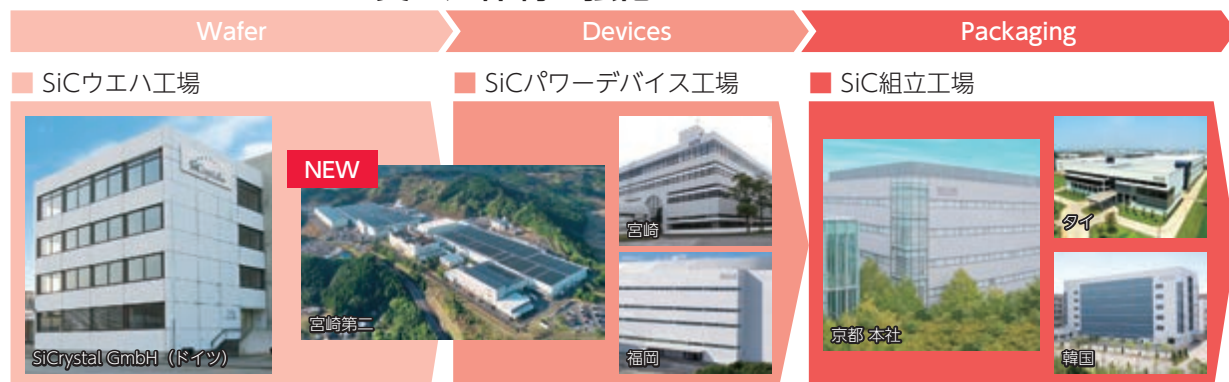 Wafer
Devices
Packaging
SiCウエハ工場
SiCパワーデバイス工場
SiC組立工場
NEW
SiCrystal
宮崎第二
SiCrystal GmbH（ドイツ）
宮崎
福岡
京都 本社
タイ
韓国